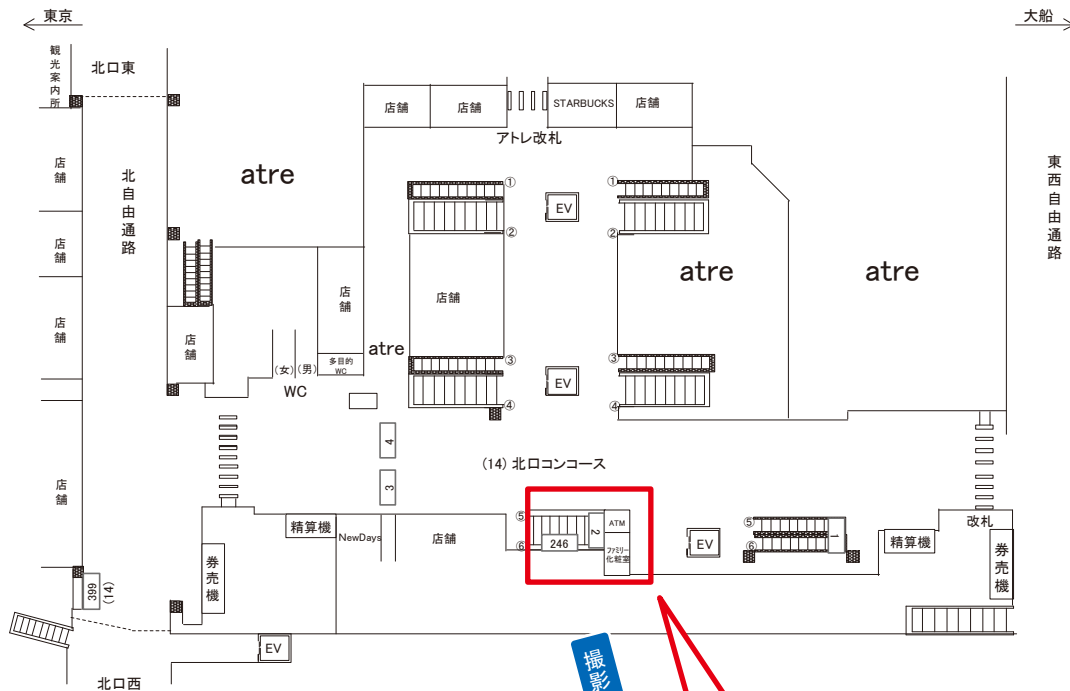 東京
大船
観光案内所
北口東
店舗
店舗
STARBUCKS
店舗
アトレ改札
店舗
北自由通路
atre
①
EV
①
東西自由通路
②
②
店舗
atre
atre
店舗
店舗
店舗
店舗
atre
多目的
WC
(女)
(男)
WC
③
③
EV
④
④
4
3
(14) 北口コンコース
店舗
精算機
NewDays
店舗
⑤
⑥
246
2
ATM
ファミリー
化粧室
EV
⑤
⑥
1
精算機
改札
券売機
券売機
399
(14)
EV
北口西
撮影